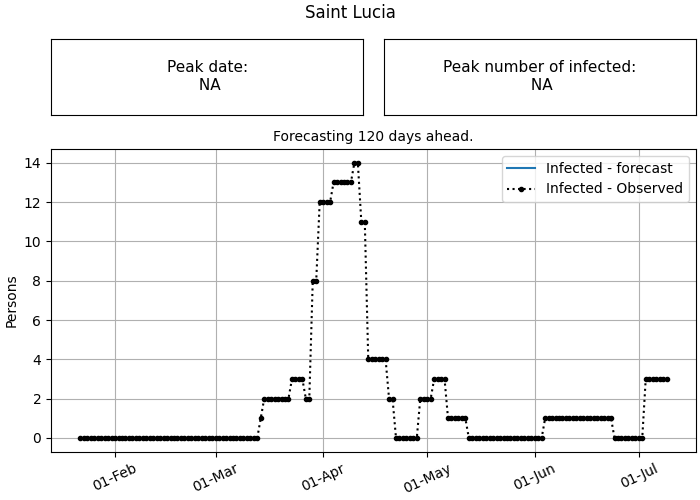 Saint Lucia
Peak date:
NA
Peak number of infected:
NA
Forecasting 120 days ahead.
Infected - forecast
Infected - Observed
14
12
10
8
6
4
2
0
Persons
01-Feb
01-Mar
01-Apr
01-May
01-Jun
01-Jul